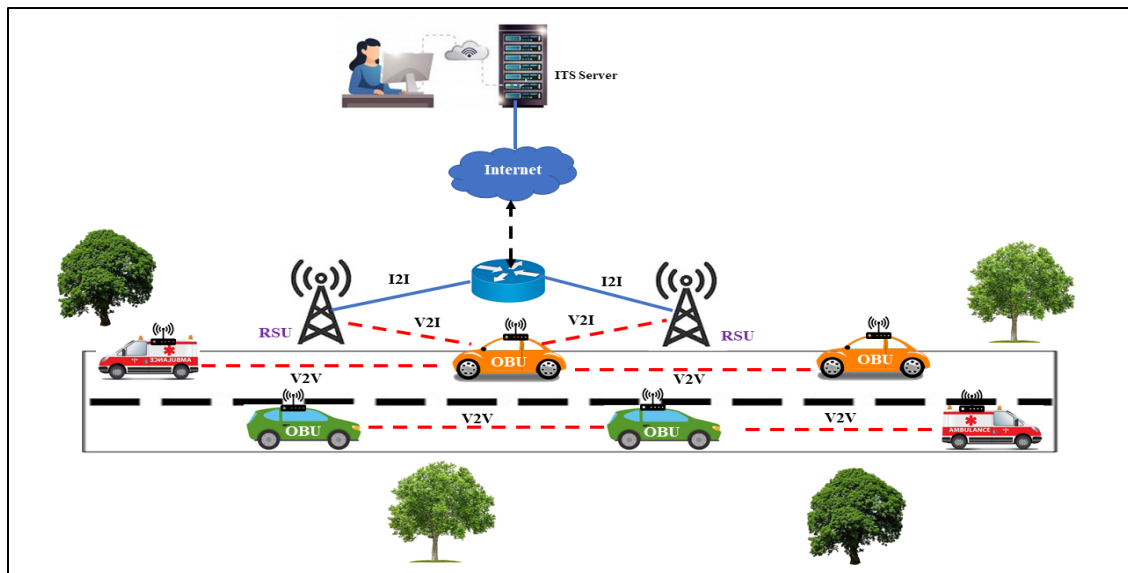 ITS Server
Internet
I2I
I2I
RSU
V2I
V2I
RSU
AMBULANCE
OBU
OBU
V2V
V2V
OBU
V2V
OBU
V2V
AMBULANCE